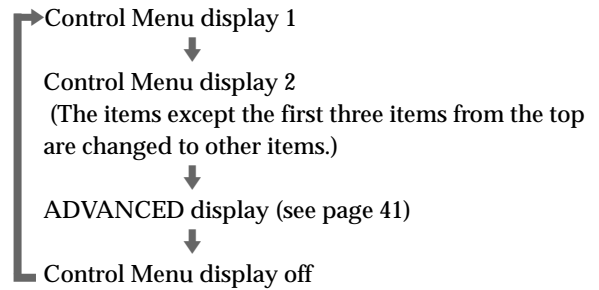 Control Menu display 1
Control Menu display 2
(The items except the first three items from the top
are changed to other items.)
ADVANCED display (see page 41)
Control Menu display off